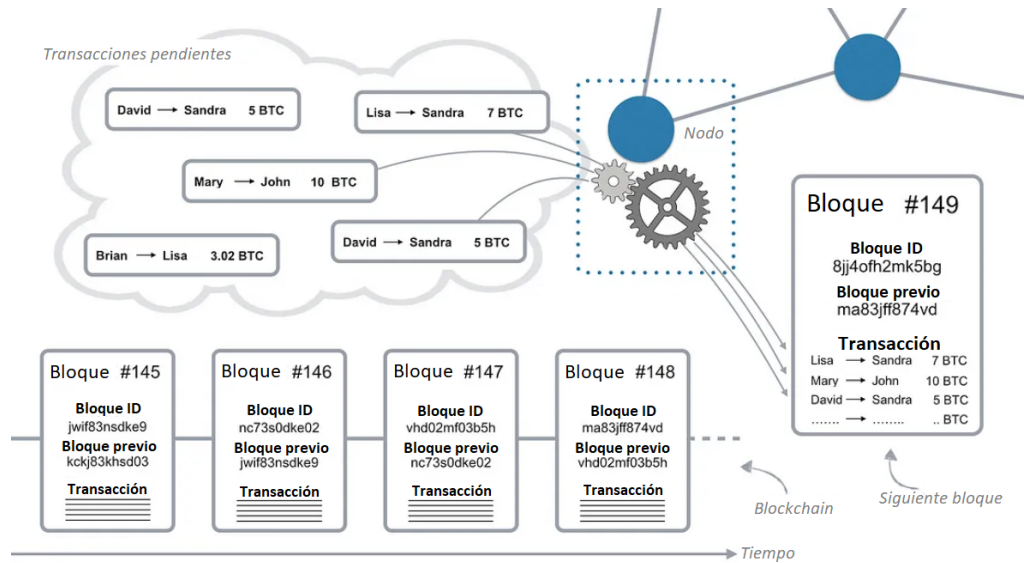 Transacciones pendientes
David → Sandra 5 BTC
Lisa → Sandra 7 BTC
Mary → John 10 BTC
David → Sandra 5 BTC
Brian → Lisa 3.02 BTC
Nodo
Bloque #149
Bloque ID
8jj4ofh2mk5bg
Bloque previo
ma83jff874vd
Transacción
Lisa → Sandra 7 BTC
Mary → John 10 BTC
David → Sandra 5 BTC
....... → ........ .. BTC
Bloque #145
Bloque ID
jwif83nsdke9
Bloque previo
kckj83khsd03
Transacción
Bloque #146
Bloque ID
nc73s0dke02
Bloque previo
jwif83nsdke9
Transacción
Bloque #147
Bloque ID
vhd02mf03b5h
Bloque previo
nc73s0dke02
Transacción
Bloque #148
Bloque ID
ma83jff874vd
Bloque previo
vhd02mf03b5h
Transacción
Blockchain
Siguiente bloque
Tiempo